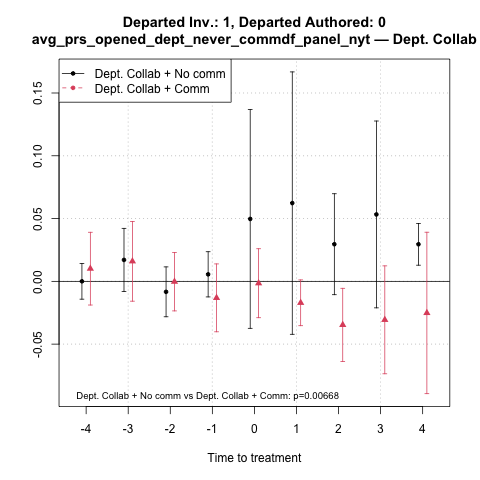 Departed Inv.: 1, Departed Authored: 0
avg_prs_opened_dept_never_commdf_panel_nyt — Dept. Collab
Dept. Collab + No comm
Dept. Collab + Comm
0.15
0.10
0.05
0.00
-0.05
Dept. Collab + No comm vs Dept. Collab + Comm: p=0.00668
-4 -3 -2 -1 0 1 2 3 4
Time to treatment